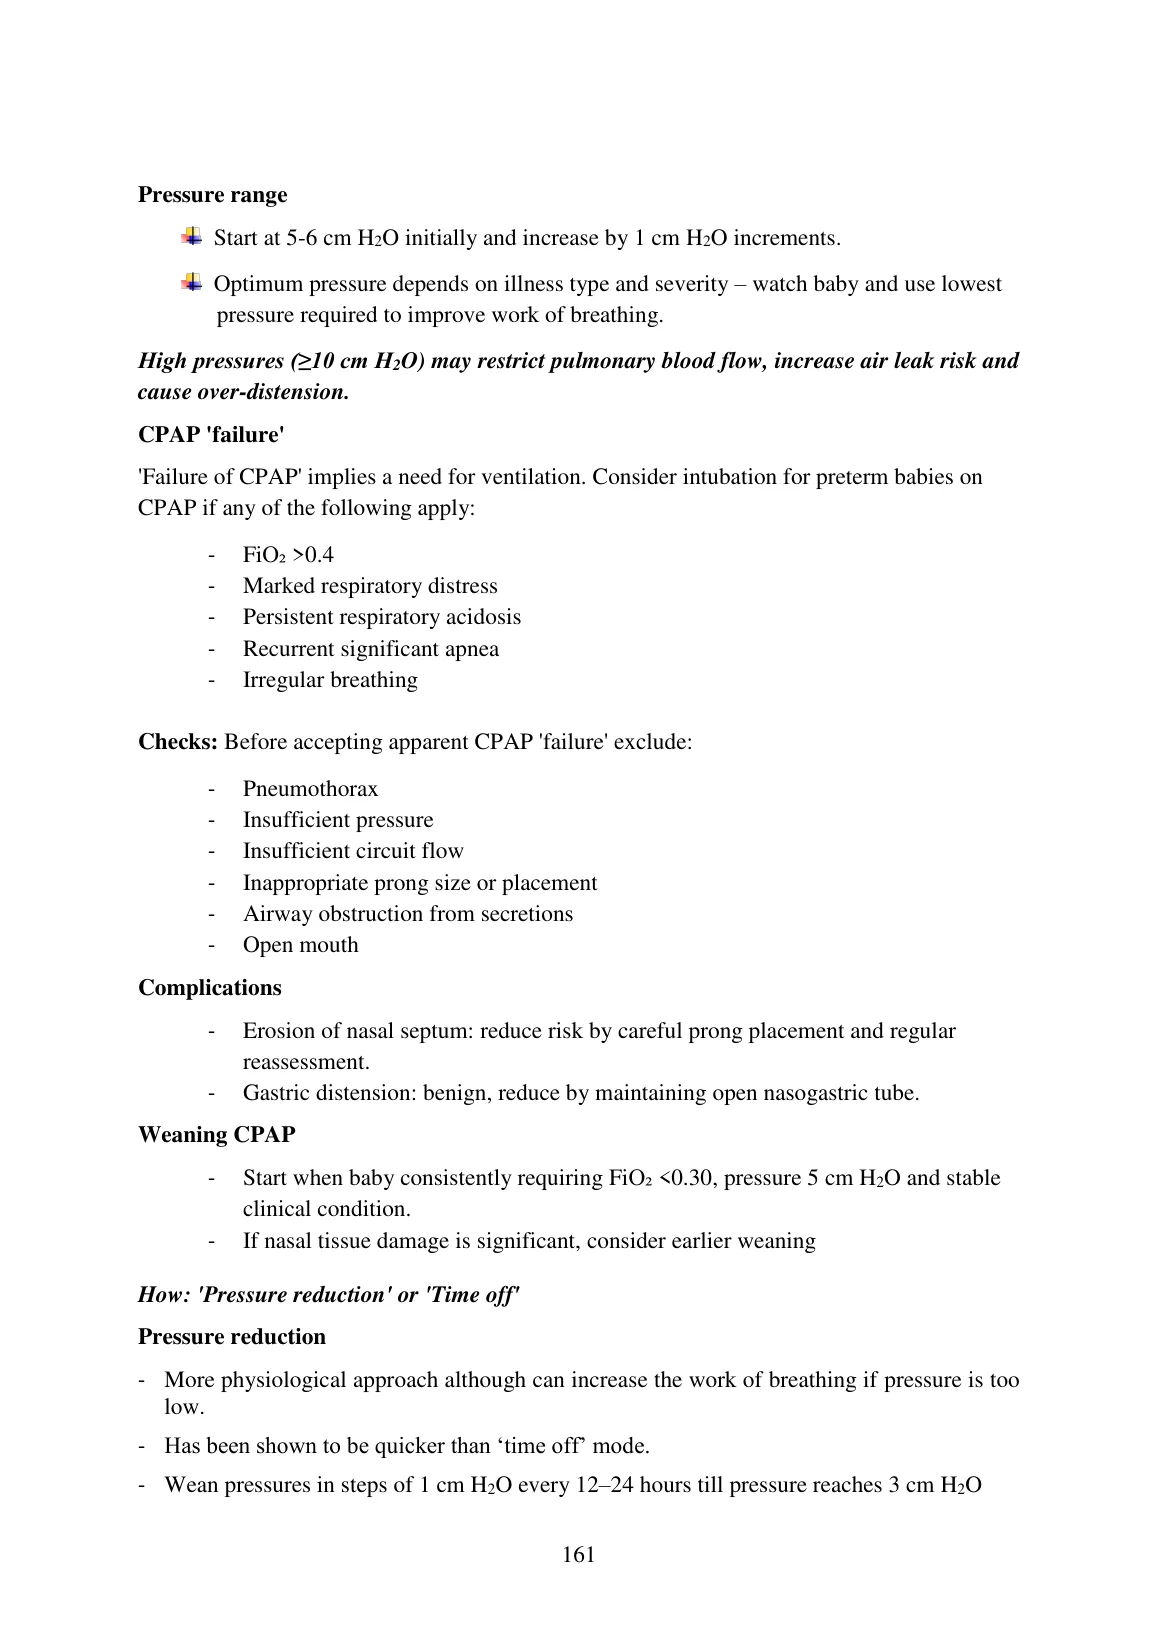 Pressure range
Start at 5-6 cm H₂O initially and increase by 1 cm H₂O increments.
Optimum pressure depends on illness type and severity – watch baby and use lowest
pressure required to improve work of breathing.
High pressures (≥10 cm H₂O) may restrict pulmonary blood flow, increase air leak risk and
cause over-distension.
CPAP 'failure'
'Failure of CPAP' implies a need for ventilation. Consider intubation for preterm babies on
CPAP if any of the following apply:
- FiO₂ >0.4
- Marked respiratory distress
- Persistent respiratory acidosis
- Recurrent significant apnea
- Irregular breathing
Checks: Before accepting apparent CPAP 'failure' exclude:
- Pneumothorax
- Insufficient pressure
- Insufficient circuit flow
- Inappropriate prong size or placement
- Airway obstruction from secretions
- Open mouth
Complications
- Erosion of nasal septum: reduce risk by careful prong placement and regular
reassessment.
- Gastric distension: benign, reduce by maintaining open nasogastric tube.
Weaning CPAP
- Start when baby consistently requiring FiO₂ <0.30, pressure 5 cm H₂O and stable
clinical condition.
- If nasal tissue damage is significant, consider earlier weaning
How: 'Pressure reduction' or 'Time off'
Pressure reduction
- More physiological approach although can increase the work of breathing if pressure is too
low.
- Has been shown to be quicker than ‘time off’ mode.
- Wean pressures in steps of 1 cm H₂O every 12–24 hours till pressure reaches 3 cm H₂O
161